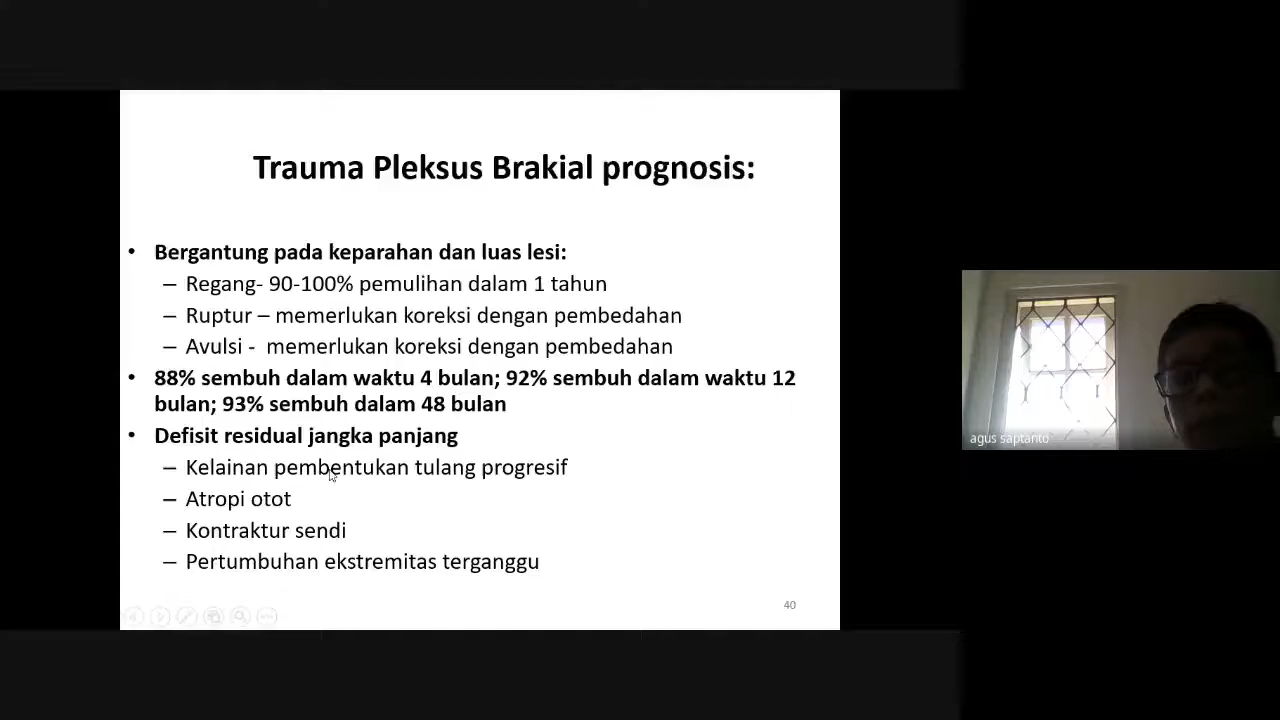 Trauma Pleksus Brakial prognosis:
• Bergantung pada keparahan dan luas lesi:
– Regang- 90-100% pemulihan dalam 1 tahun
– Ruptur – memerlukan koreksi dengan pembedahan
– Avulsi - memerlukan koreksi dengan pembedahan
• 88% sembuh dalam waktu 4 bulan; 92% sembuh dalam waktu 12
bulan; 93% sembuh dalam 48 bulan
• Defisit residual jangka panjang
– Kelainan pembentukan tulang progresif
– Atropi otot
– Kontraktur sendi
– Pertumbuhan ekstremitas terganggu
40
agus saptanto